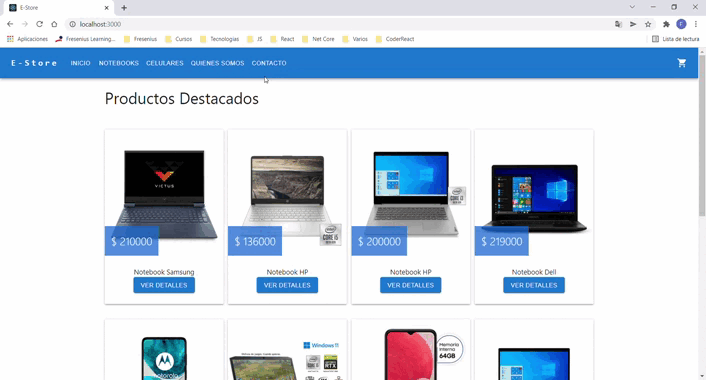 E-Store
localhost:3000
Aplicaciones Fresenius Learning... Fresenius Cursos Tecnologias JS React Net Core Varios CoderReact Lista de lectura
E-Store INICIO NOTEBOOKS CELULARES QUIENES SOMOS CONTACTO
Productos Destacados
VICTUS
$ 210000 $ 136000 $ 200000 $ 219000
Notebook Samsung Notebook HP Notebook HP Notebook Dell
VER DETALLES VER DETALLES VER DETALLES VER DETALLES
Windows 11
Memoria
interna
64GB
motorola